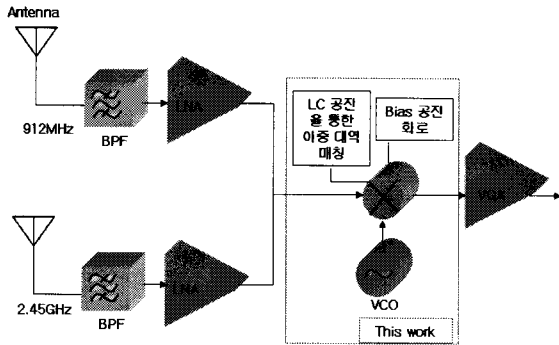 Antenna
912MHz
BPF
LNA
LC 공진
율 통한
이중 대역
매칭
Bias 공진
회로
VGA
2.45GHz
BPF
LNA
VCO
This work